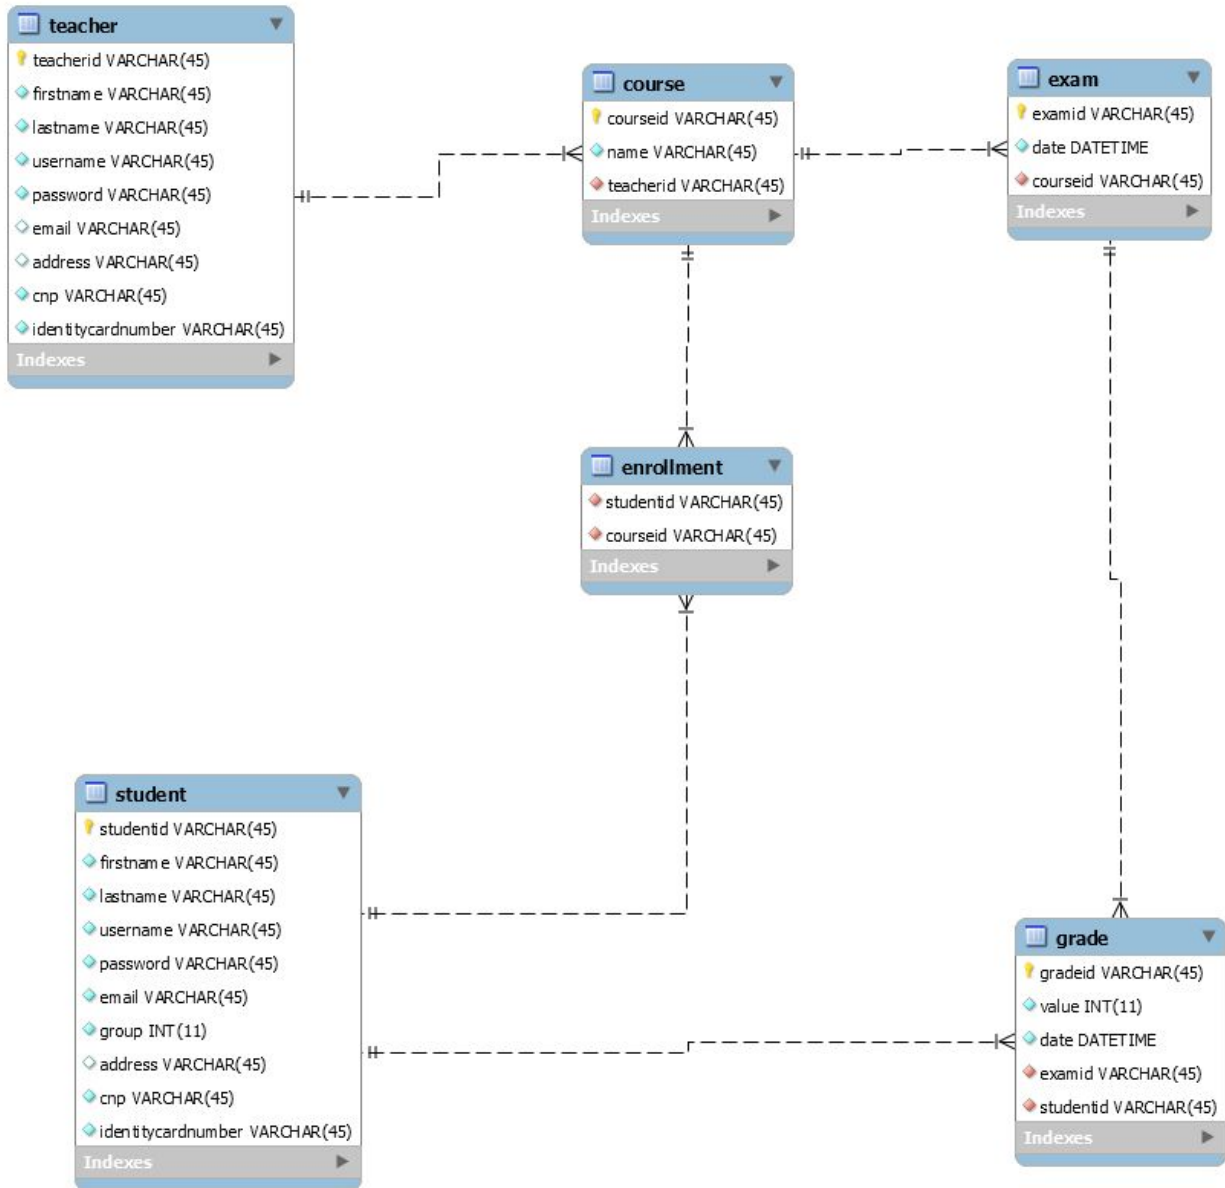 teacher
teacherid VARCHAR(45)
firstname VARCHAR(45)
lastname VARCHAR(45)
username VARCHAR(45)
password VARCHAR(45)
email VARCHAR(45)
address VARCHAR(45)
cnp VARCHAR(45)
identitycardnumber VARCHAR(45)
Indexes
course
courseid VARCHAR(45)
name VARCHAR(45)
teacherid VARCHAR(45)
Indexes
exam
examid VARCHAR(45)
date DATETIME
courseid VARCHAR(45)
Indexes
enrollment
studentid VARCHAR(45)
courseid VARCHAR(45)
Indexes
student
studentid VARCHAR(45)
firstname VARCHAR(45)
lastname VARCHAR(45)
username VARCHAR(45)
password VARCHAR(45)
email VARCHAR(45)
group INT(11)
address VARCHAR(45)
cnp VARCHAR(45)
identitycardnumber VARCHAR(45)
Indexes
grade
gradeid VARCHAR(45)
value INT(11)
date DATETIME
examid VARCHAR(45)
studentid VARCHAR(45)
Indexes